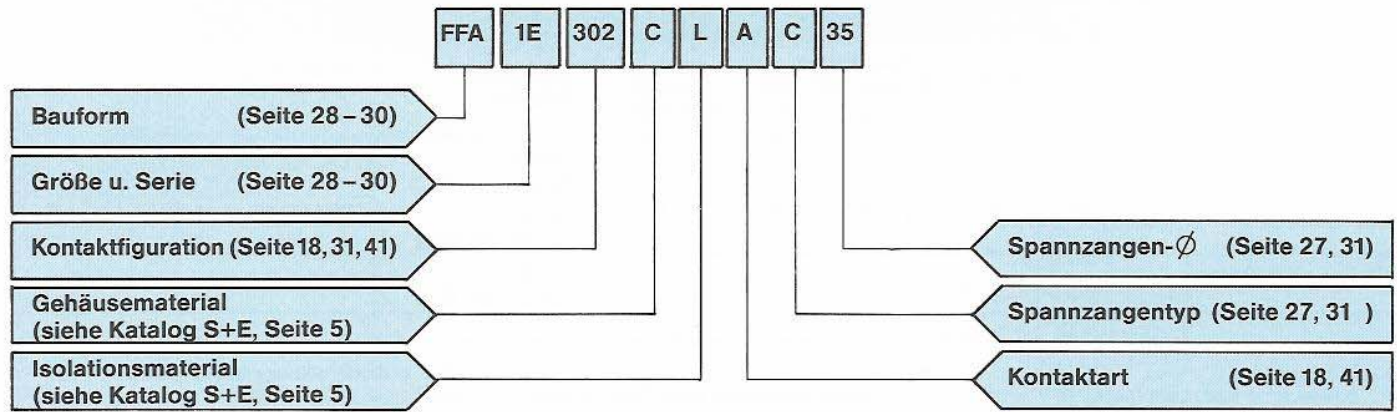 FFA 1E 302 C L A C 35
Bauform (Seite 28–30)
Größe u. Serie (Seite 28–30)
Kontaktfiguration (Seite 18, 31, 41)
Gehäusematerial
(siehe Katalog S+E, Seite 5)
Isolationsmaterial
(siehe Katalog S+E, Seite 5)
Spannzangen-Ø (Seite 27, 31)
Spannzangentyp (Seite 27, 31 )
Kontaktart (Seite 18, 41)